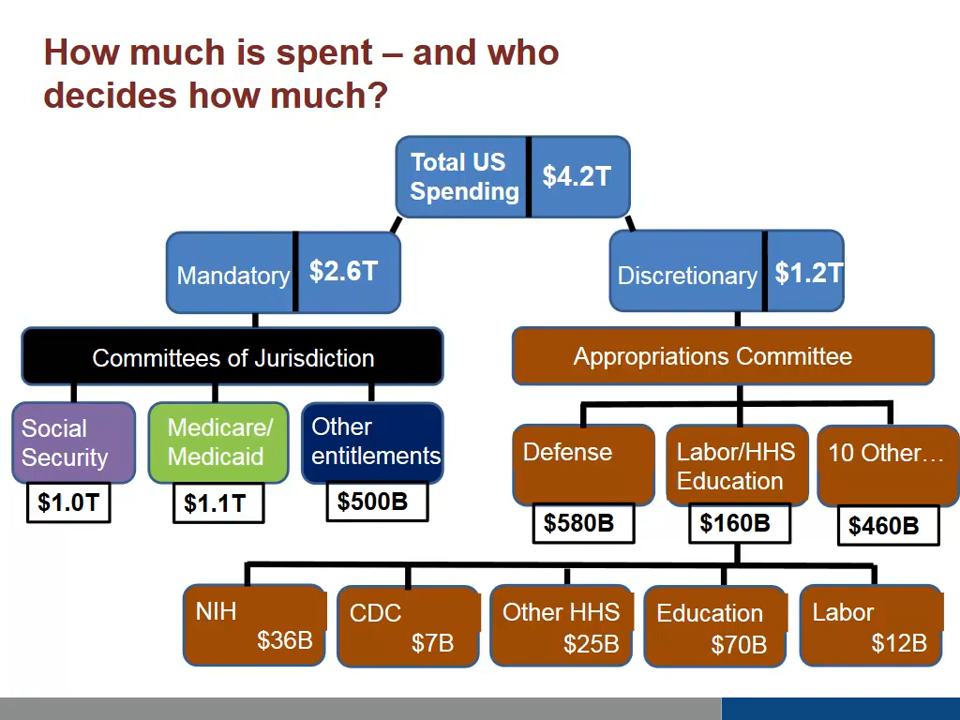 How much is spent – and who
decides how much?
Total US
Spending
$4.2T
Mandatory
$2.6T
Discretionary
$1.2T
Committees of Jurisdiction
Appropriations Committee
Social
Security
$1.0T
Medicare/
Medicaid
$1.1T
Other
entitlements
$500B
Defense
$580B
Labor/HHS
Education
$160B
10 Other…
$460B
NIH
$36B
CDC
$7B
Other HHS
$25B
Education
$70B
Labor
$12B